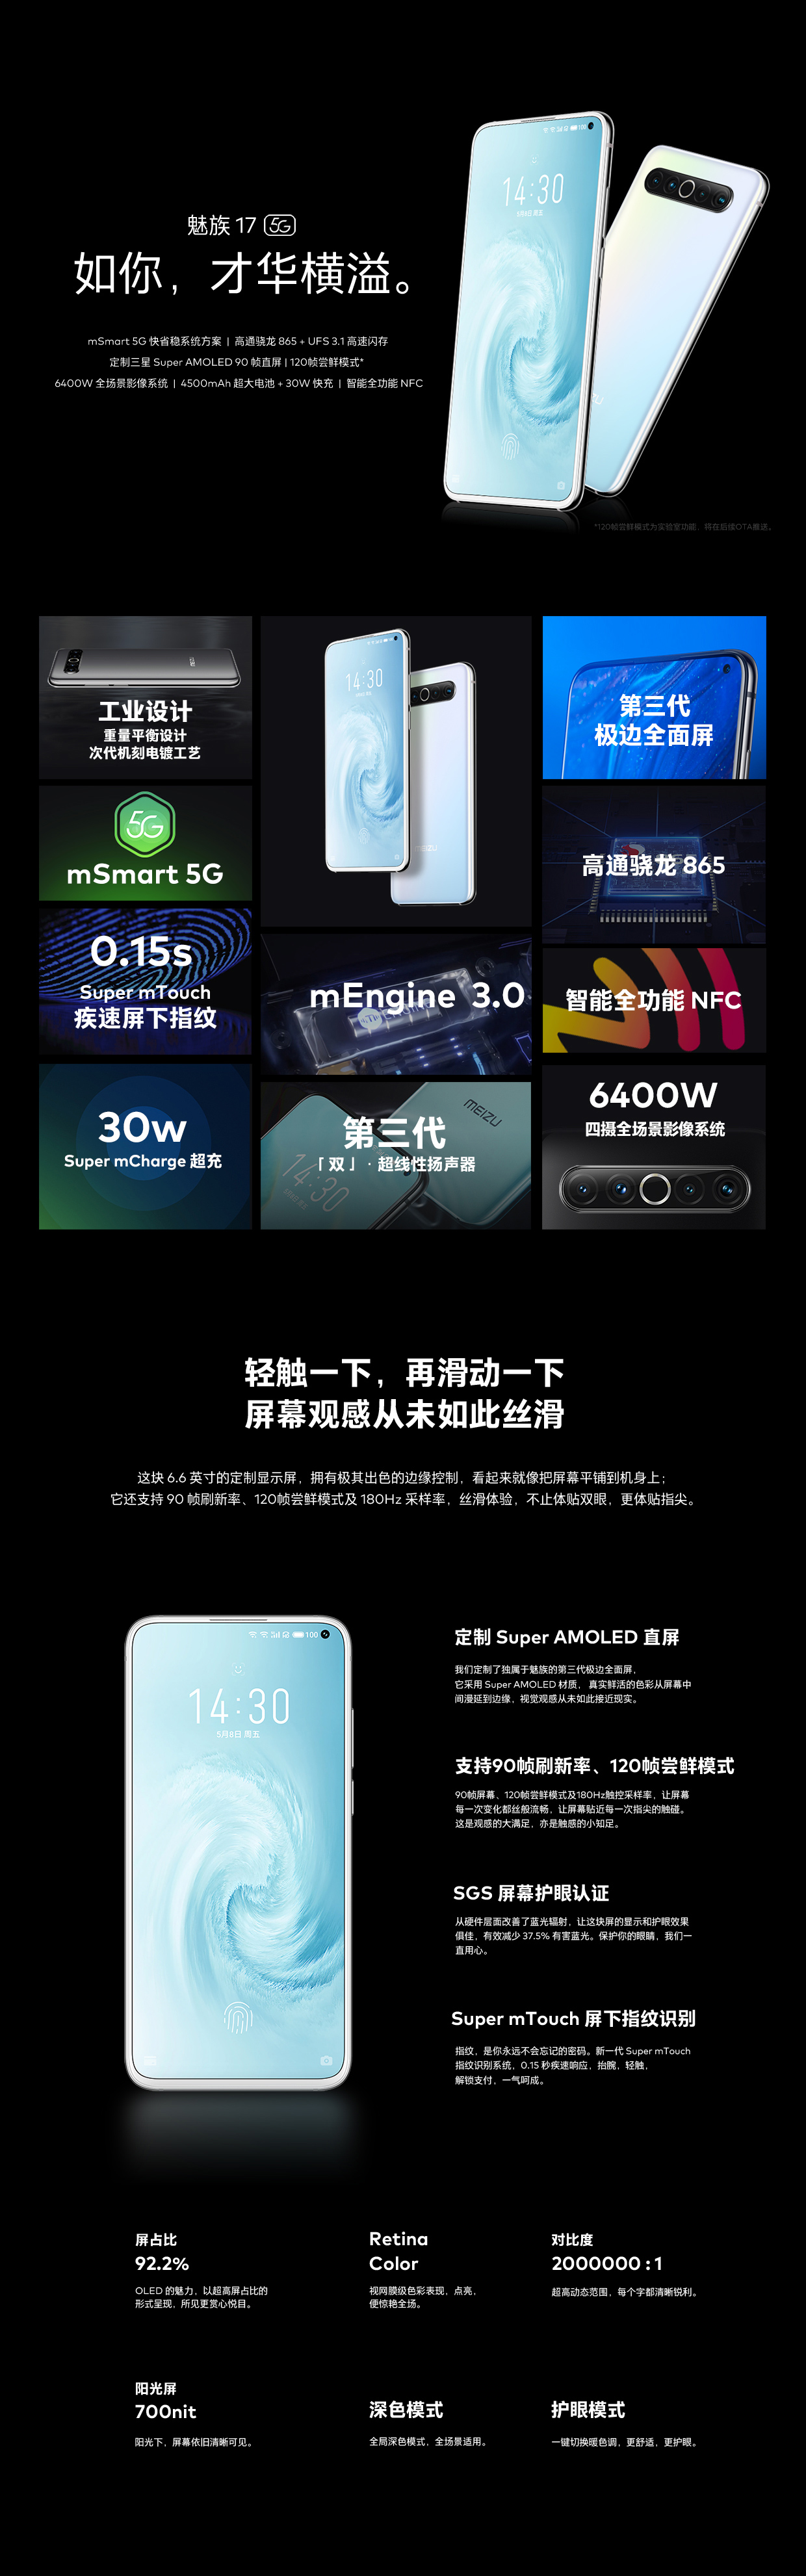 魅族 17 5G
如你，才华横溢。
mSmart 5G 快省稳系统方案 | 高通骁龙 865 + UFS 3.1 高速闪存
定制三星 Super AMOLED 90 帧直屏 | 120帧尝鲜模式*
6400W 全场景影像系统 | 4500mAh 超大电池 + 30W 快充 | 智能全功能 NFC
100
14:30
5月8日 周五
*120帧尝鲜模式为实验室功能，将在后续OTA推送。
MEIZU
工业设计
重量平衡设计
次代机刻电镀工艺
14:30
MEIZU
第三代
极边全面屏
5G
mSmart 5G
高通骁龙 865
0.15s
Super mTouch
疾速屏下指纹
mEngine 3.0
智能全功能 NFC
30w
Super mCharge 超充
MEIZU
第三代
「双」· 超线性扬声器
14:30
6400W
四摄全场景影像系统
轻触一下，再滑动一下
屏幕观感从未如此丝滑
这块 6.6 英寸的定制显示屏，拥有极其出色的边缘控制，看起来就像把屏幕平铺到机身上；
它还支持 90 帧刷新率、120帧尝鲜模式及 180Hz 采样率，丝滑体验，不止体贴双眼，更体贴指尖。
100
14:30
5月8日 周五
定制 Super AMOLED 直屏
我们定制了独属于魅族的第三代极边全面屏，
它采用 Super AMOLED 材质， 真实鲜活的色彩从屏幕中
间漫延到边缘，视觉观感从未如此接近现实。
支持90帧刷新率、120帧尝鲜模式
90帧屏幕、120帧尝鲜模式及180Hz触控采样率，让屏幕
每一次变化都丝般流畅，让屏幕贴近每一次指尖的触碰。
这是观感的大满足，亦是触感的小知足。
SGS 屏幕护眼认证
从硬件层面改善了蓝光辐射，让这块屏的显示和护眼效果
俱佳，有效减少 37.5% 有害蓝光。保护你的眼睛，我们一
直用心。
Super mTouch 屏下指纹识别
指纹，是你永远不会忘记的密码。新一代 Super mTouch
指纹识别系统，0.15 秒疾速响应，抬腕，轻触，
解锁支付，一气呵成。
屏占比
92.2%
OLED 的魅力，以超高屏占比的
形式呈现，所见更赏心悦目。
Retina
Color
视网膜级色彩表现，点亮，
便惊艳全场。
对比度
2000000 : 1
超高动态范围，每个字都清晰锐利。
阳光屏
700nit
阳光下，屏幕依旧清晰可见。
深色模式
全局深色模式，全场景适用。
护眼模式
一键切换暖色调，更舒适，更护眼。